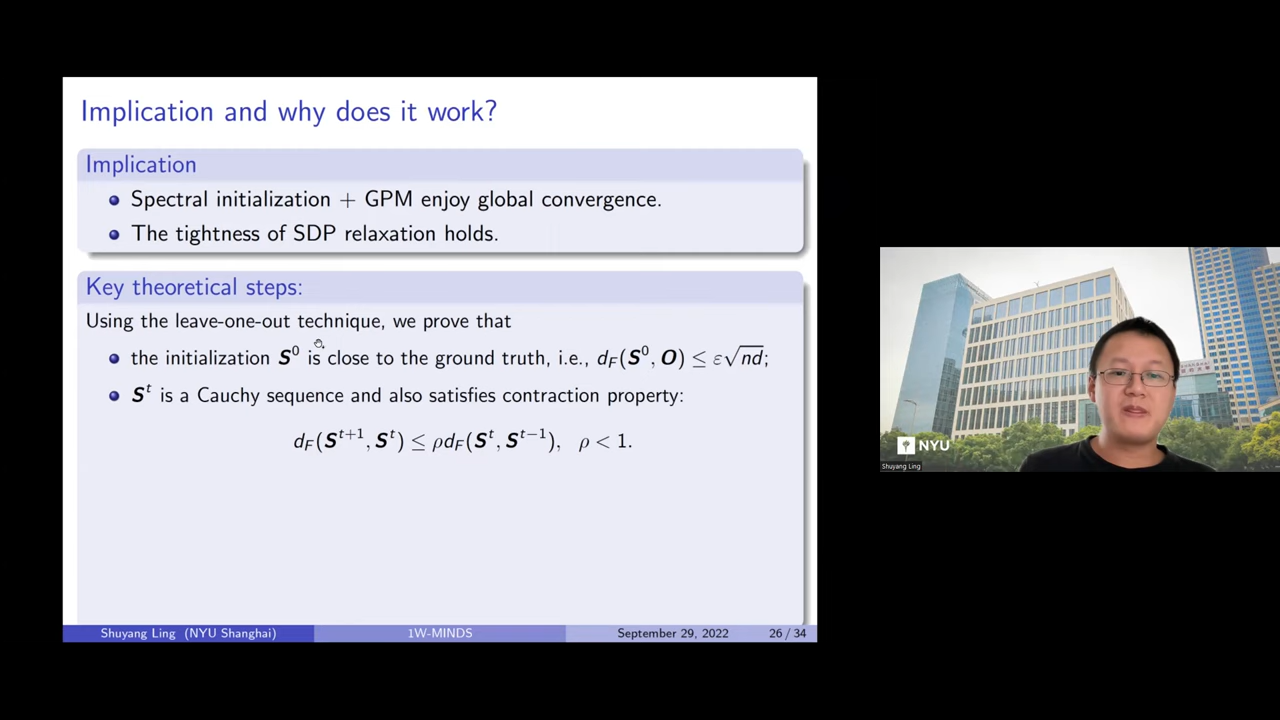 Implication and why does it work?
Implication
Spectral initialization + GPM enjoy global convergence.
The tightness of SDP relaxation holds.
Key theoretical steps:
Using the leave-one-out technique, we prove that
the initialization S⁰ is close to the ground truth, i.e., d_F(S⁰, O) ≤ ε√nd;
Sᵗ is a Cauchy sequence and also satisfies contraction property:
d_F(Sᵗ⁺¹, Sᵗ) ≤ ρd_F(Sᵗ, Sᵗ⁻¹), ρ < 1.
Shuyang Ling (NYU Shanghai) 1W-MINDS September 29, 2022 26 / 34
NYU
Shuyang Ling